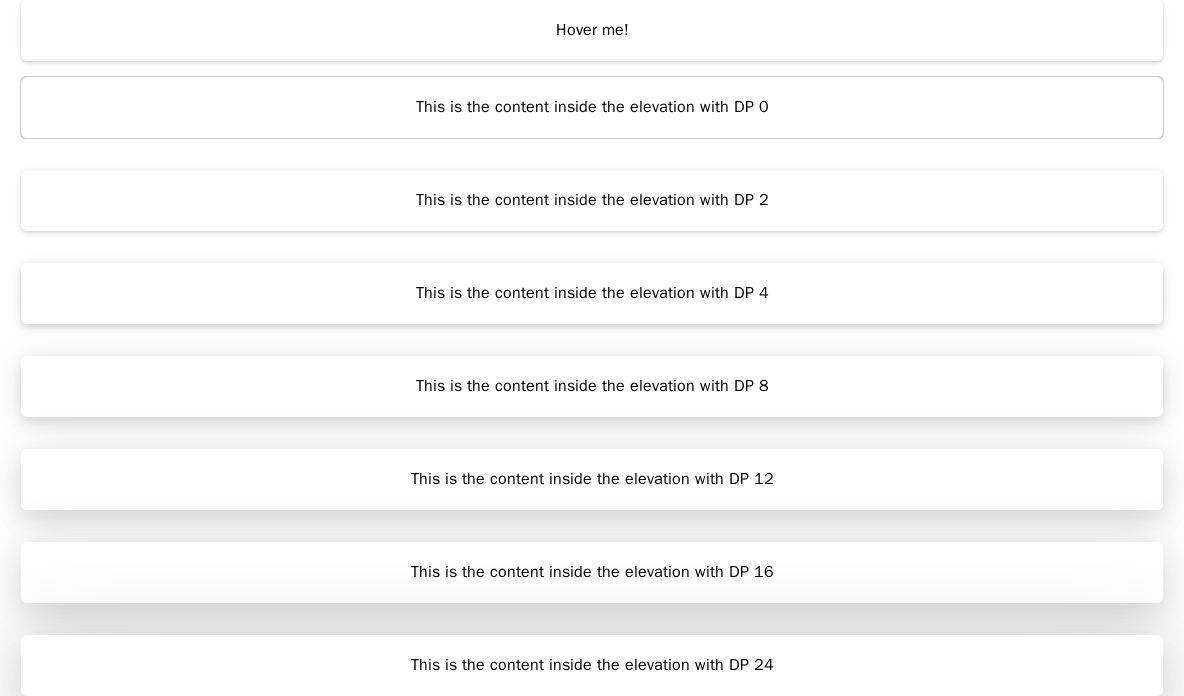 Hover me!
This is the content inside the elevation with DP 0
This is the content inside the elevation with DP 2
This is the content inside the elevation with DP 4
This is the content inside the elevation with DP 8
This is the content inside the elevation with DP 12
This is the content inside the elevation with DP 16
This is the content inside the elevation with DP 24